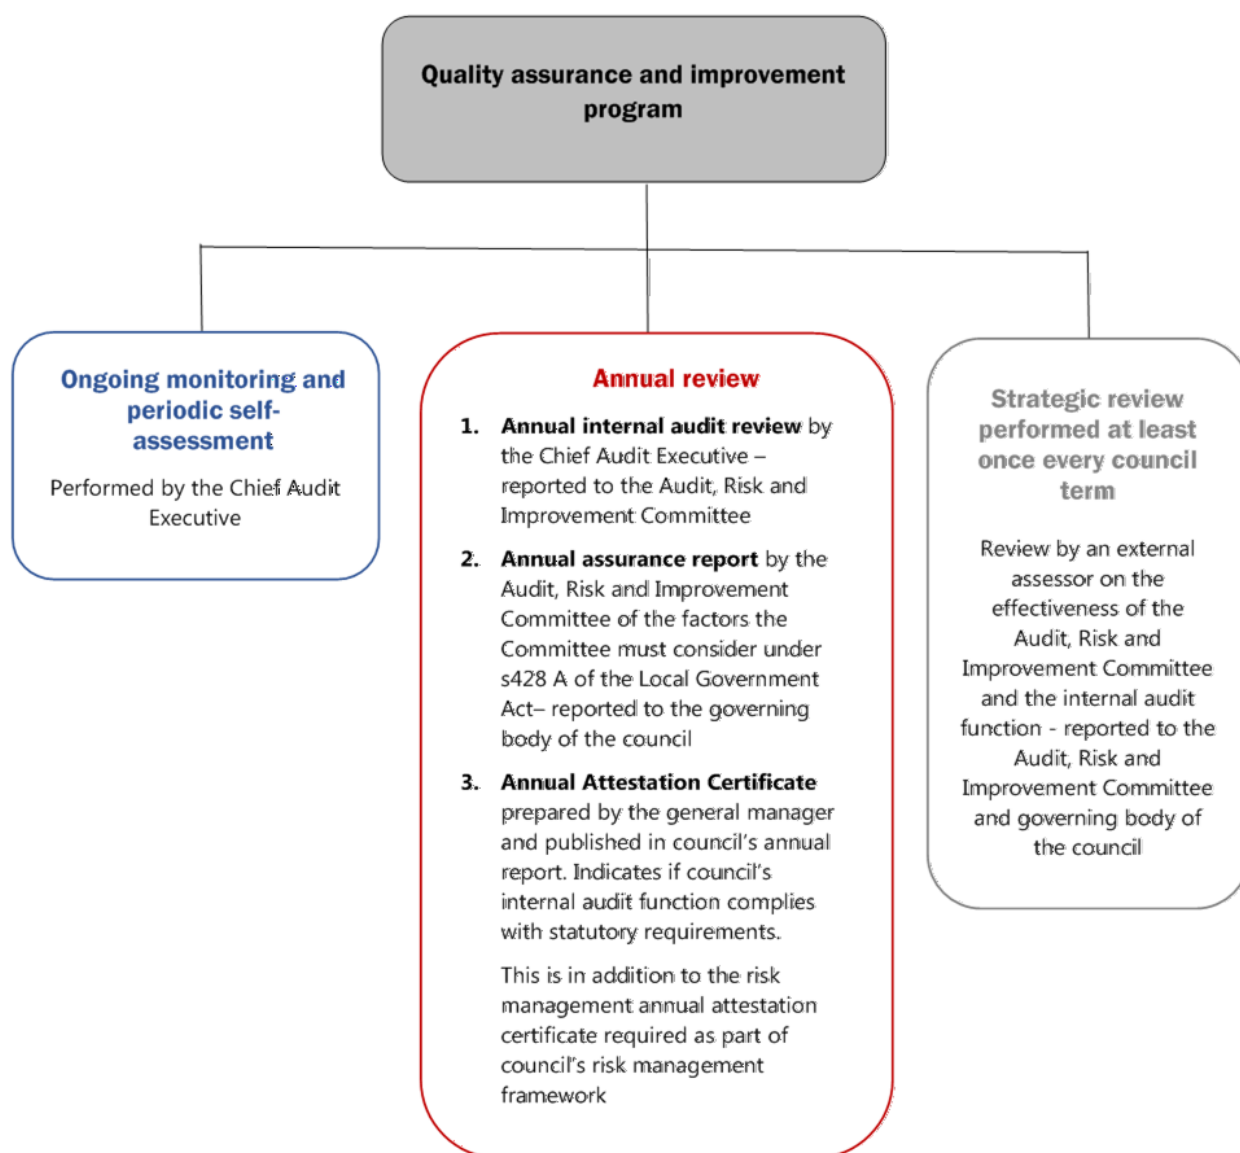 Quality assurance and improvement
program
Ongoing monitoring and
periodic self-
assessment
Performed by the Chief Audit
Executive
Annual review
1. Annual internal audit review by
the Chief Audit Executive –
reported to the Audit, Risk and
Improvement Committee
2. Annual assurance report by the
Audit, Risk and Improvement
Committee of the factors the
Committee must consider under
s428 A of the Local Government
Act– reported to the governing
body of the council
3. Annual Attestation Certificate
prepared by the general manager
and published in council's annual
report. Indicates if council's
internal audit function complies
with statutory requirements.
This is in addition to the risk
management annual attestation
certificate required as part of
council's risk management
framework
Strategic review
performed at least
once every council
term
Review by an external
assessor on the
effectiveness of the
Audit, Risk and
Improvement Committee
and the internal audit
function - reported to the
Audit, Risk and
Improvement Committee
and governing body of
the council